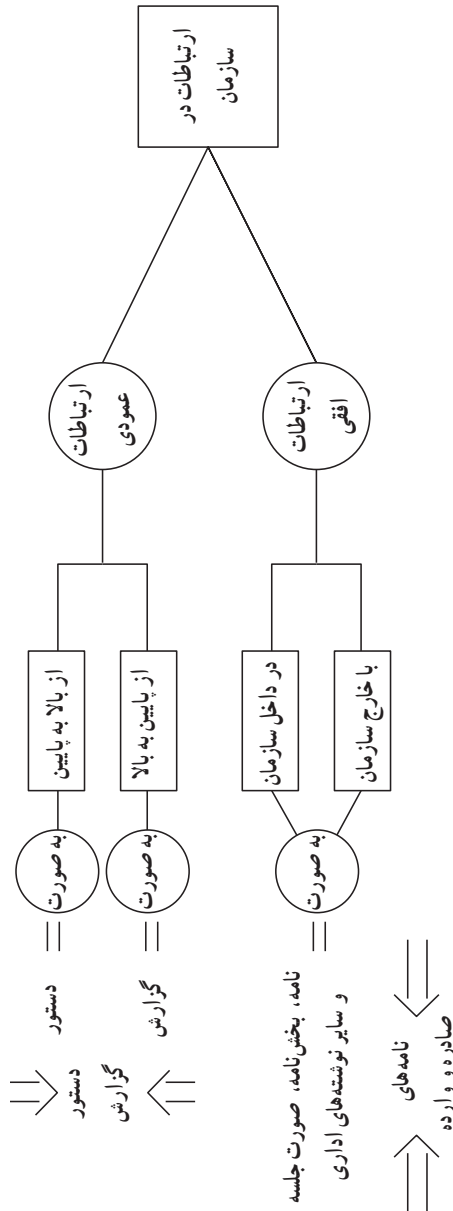 ارتباطات در
سازمان
ارتباطات
عمودی
از بالا به پایین
به صورت
دستور
از پایین به بالا
به صورت
گزارش
دستور
گزارش
ارتباطات
افقی
در داخل سازمان
با خارج سازمان
به صورت
نامه، بخش‌نامه، صورت جلسه
و سایر نوشته‌های اداری
نامه‌های
صادره و وارده